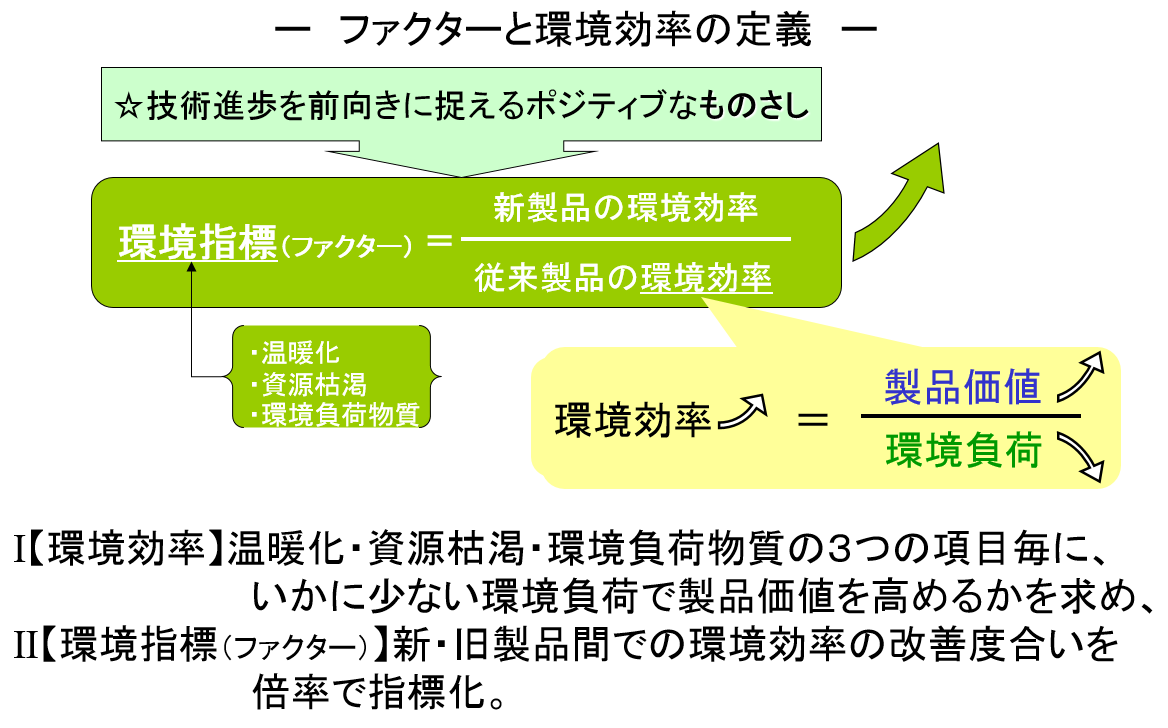 ー ファクターと環境効率の定義 ー
☆技術進歩を前向きに捉えるポジティブなものさし
新製品の環境効率
環境指標(ファクター) =
従来製品の環境効率
・温暖化
・資源枯渇
・環境負荷物質
製品価値
環境効率 =
環境負荷
I【環境効率】温暖化・資源枯渇・環境負荷物質の3つの項目毎に、
いかに少ない環境負荷で製品価値を高めるかを求め、
II【環境指標(ファクター)】新・旧製品間での環境効率の改善度合いを
倍率で指標化。